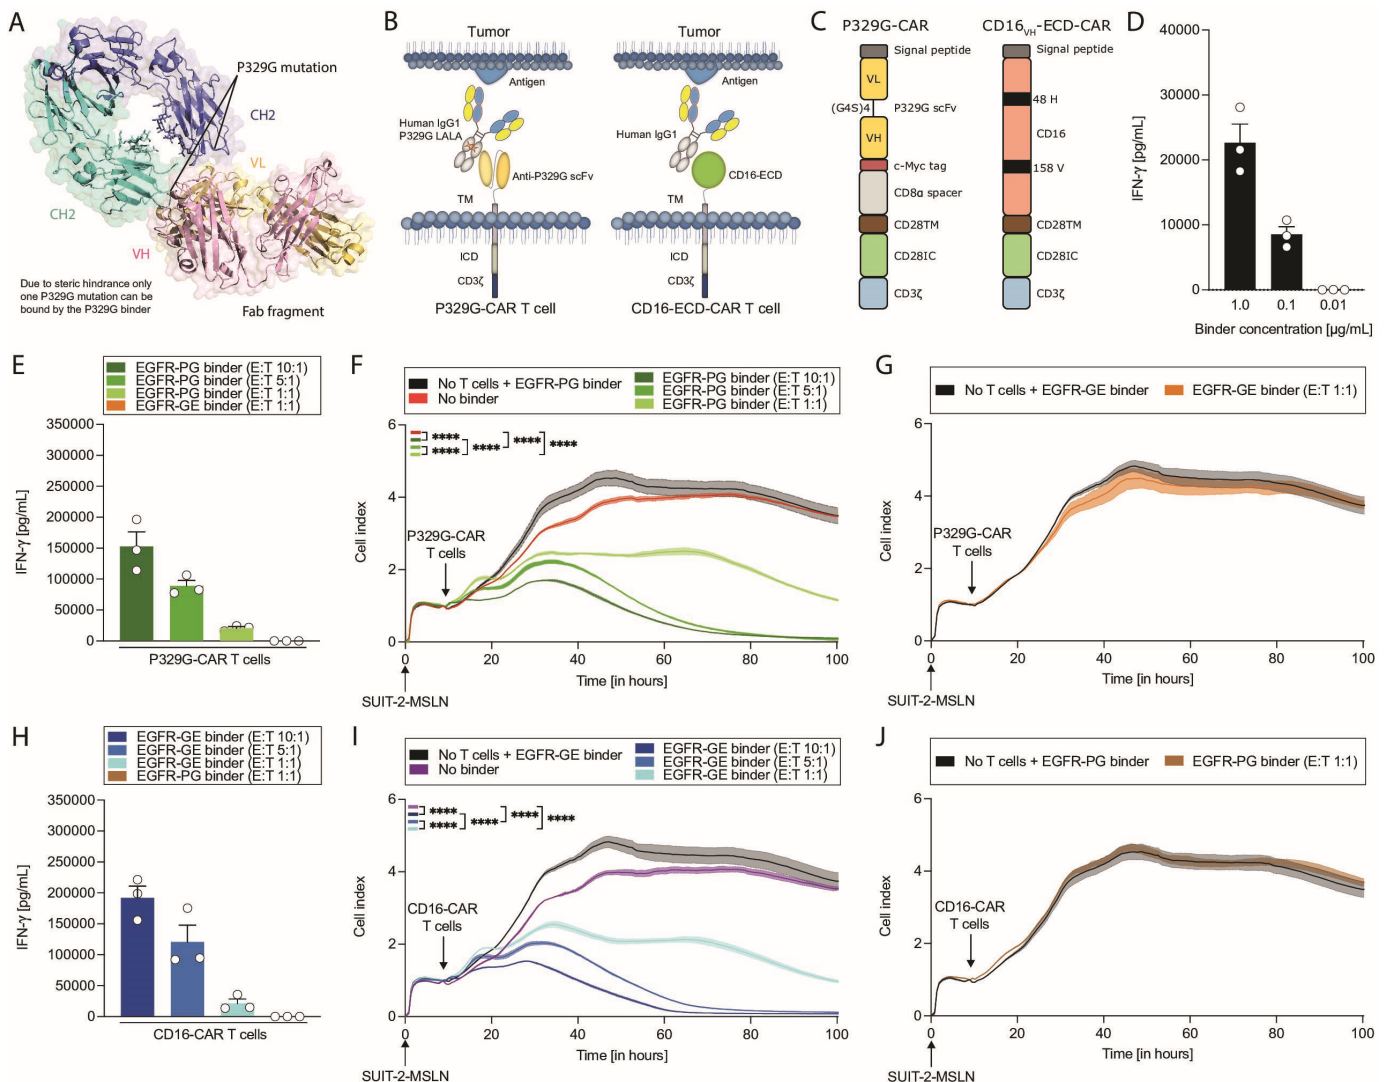 A
P329G mutation
CH2
VL
CH2
VH
Due to steric hindrance only
one P329G mutation can be
bound by the P329G binder
Fab fragment
B
Tumor
Antigen
Human IgG1
P329G LALA
Anti-P329G scFv
TM
ICD
CD3ζ
P329G-CAR T cell
Tumor
Antigen
Human IgG1
CD16-ECD
TM
ICD
CD3ζ
CD16-ECD-CAR T cell
C
P329G-CAR
Signal peptide
VL
(G4S)4
P329G scFv
VH
c-Myc tag
CD8α spacer
CD28TM
CD28IC
CD3ζ
CD16VH-ECD-CAR
Signal peptide
48 H
CD16
158 V
CD28TM
CD28IC
CD3ζ
D
IFN-γ [pg/mL]
40000
30000
20000
10000
0
1.0 0.1 0.01
Binder concentration [µg/mL]
E
EGFR-PG binder (E:T 10:1)
EGFR-PG binder (E:T 5:1)
EGFR-PG binder (E:T 1:1)
EGFR-GE binder (E:T 1:1)
IFN-γ [pg/mL]
350000
300000
250000
200000
150000
100000
50000
0
P329G-CAR T cells
F
No T cells + EGFR-PG binder
No binder
EGFR-PG binder (E:T 10:1)
EGFR-PG binder (E:T 5:1)
EGFR-PG binder (E:T 1:1)
**** **** **** **** ****
Cell index
6
4
2
0
P329G-CAR
T cells
0 20 40 60 80 100
Time [in hours]
SUIT-2-MSLN
G
No T cells + EGFR-GE binder
EGFR-GE binder (E:T 1:1)
Cell index
6
4
2
0
P329G-CAR
T cells
0 20 40 60 80 100
Time [in hours]
SUIT-2-MSLN
H
EGFR-GE binder (E:T 10:1)
EGFR-GE binder (E:T 5:1)
EGFR-GE binder (E:T 1:1)
EGFR-PG binder (E:T 1:1)
IFN-γ [pg/mL]
350000
300000
250000
200000
150000
100000
50000
0
CD16-CAR T cells
I
No T cells + EGFR-GE binder
No binder
EGFR-GE binder (E:T 10:1)
EGFR-GE binder (E:T 5:1)
EGFR-GE binder (E:T 1:1)
**** **** **** **** ****
Cell index
6
4
2
0
CD16-CAR
T cells
0 20 40 60 80 100
Time [in hours]
SUIT-2-MSLN
J
No T cells + EGFR-PG binder
EGFR-PG binder (E:T 1:1)
Cell index
6
4
2
0
CD16-CAR
T cells
0 20 40 60 80 100
Time [in hours]
SUIT-2-MSLN